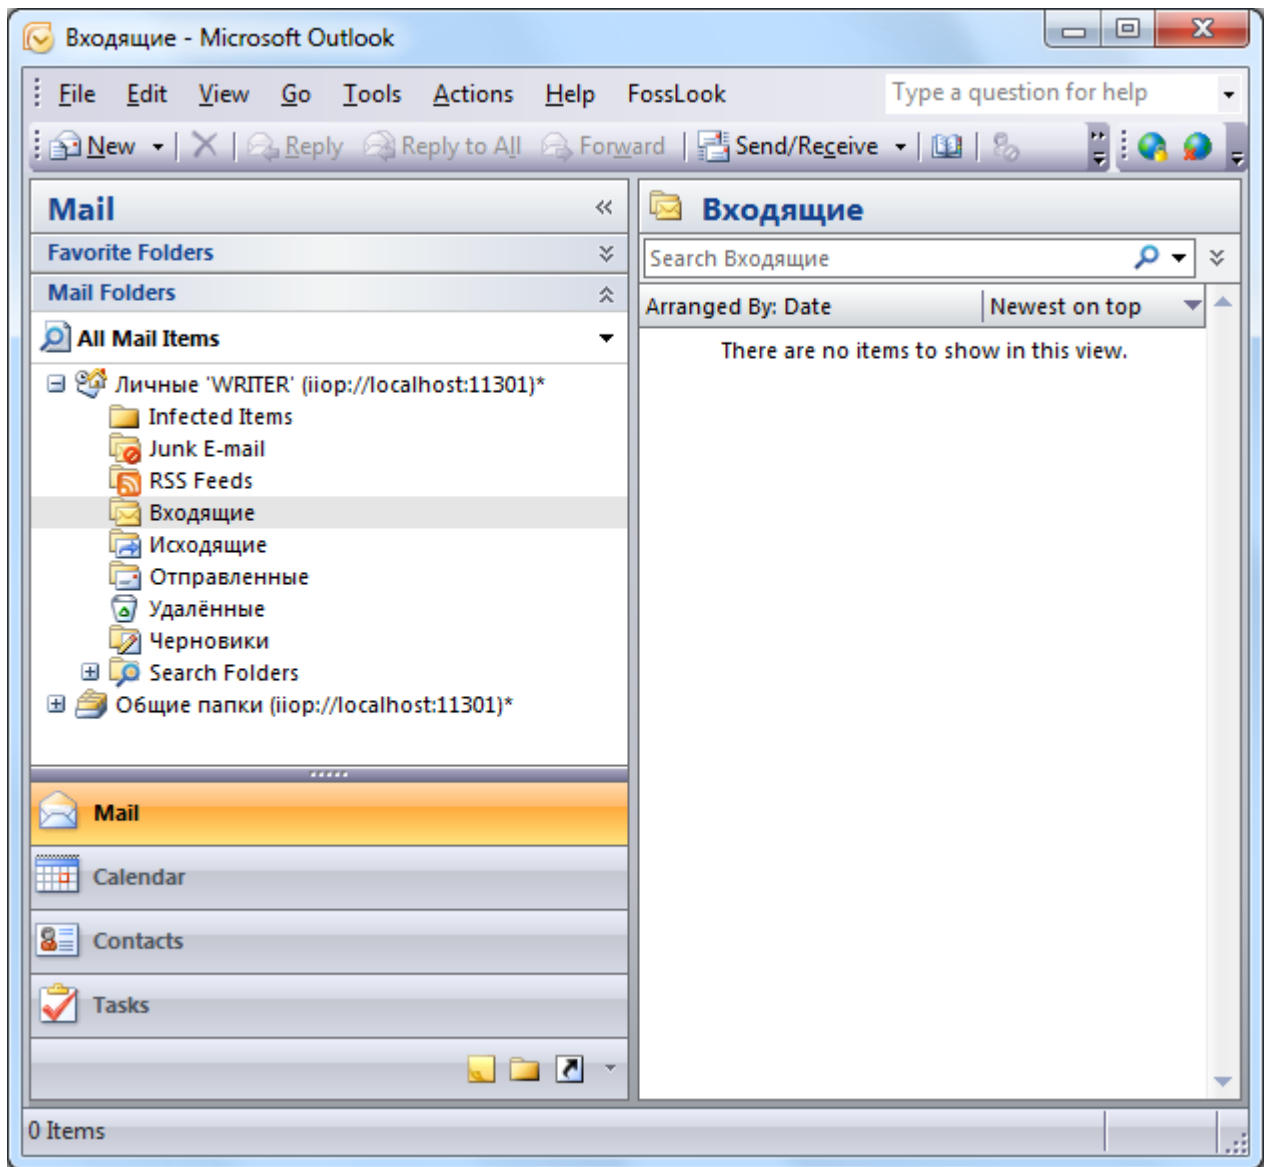 Входящие - Microsoft Outlook
File Edit View Go Tools Actions Help FossLook Type a question for help
New Reply Reply to All Forward Send/Receive
Mail
Favorite Folders
Mail Folders
All Mail Items
Личные 'WRITER' (iiop://localhost:11301)*
Infected Items
Junk E-mail
RSS Feeds
Входящие
Исходящие
Отправленные
Удалённые
Черновики
Search Folders
Общие папки (iiop://localhost:11301)*
Mail
Calendar
Contacts
Tasks
Входящие
Search Входящие
Arranged By: Date Newest on top
There are no items to show in this view.
0 Items